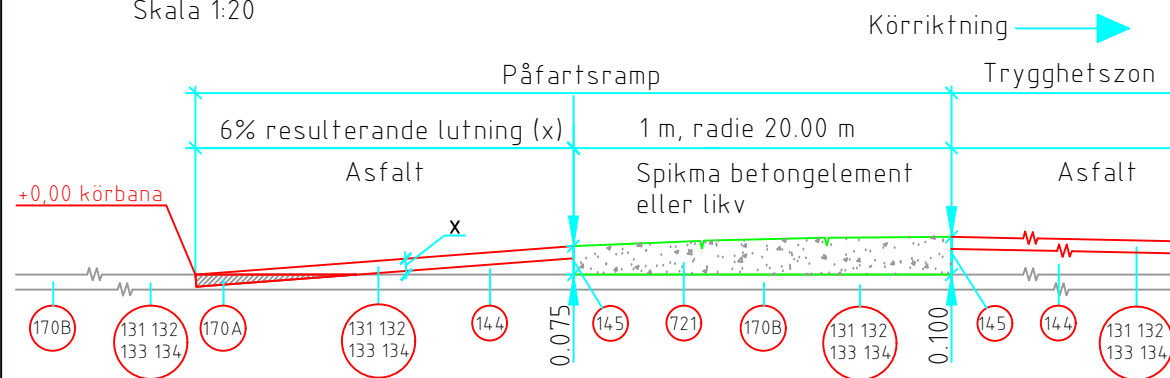 Skala 1:20
Körriktning
Påfartsramp
Trygghetszon
6% resulterande lutning (x)
1 m, radie 20.00 m
Asfalt
Spikma betongelement
eller likv
Asfalt
+0,00 körbana
x
170B
131 132
133 134
170A
131 132
133 134
144
0.075
145
721
170B
131 132
133 134
0.100
145
144
131 132
133 134